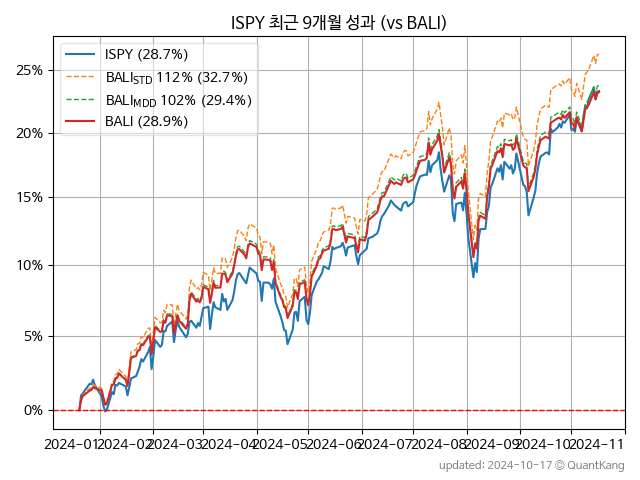 ISPY 최근 9개월 성과 (vs BALI)
ISPY (28.7%)
BALI_STD 112% (32.7%)
BALI_MDD 102% (29.4%)
BALI (28.9%)
25%
20%
15%
10%
5%
0%
2024-01 2024-02 2024-03 2024-04 2024-05 2024-06 2024-07 2024-08 2024-09 2024-10 2024-11
updated: 2024-10-17 © QuantKang